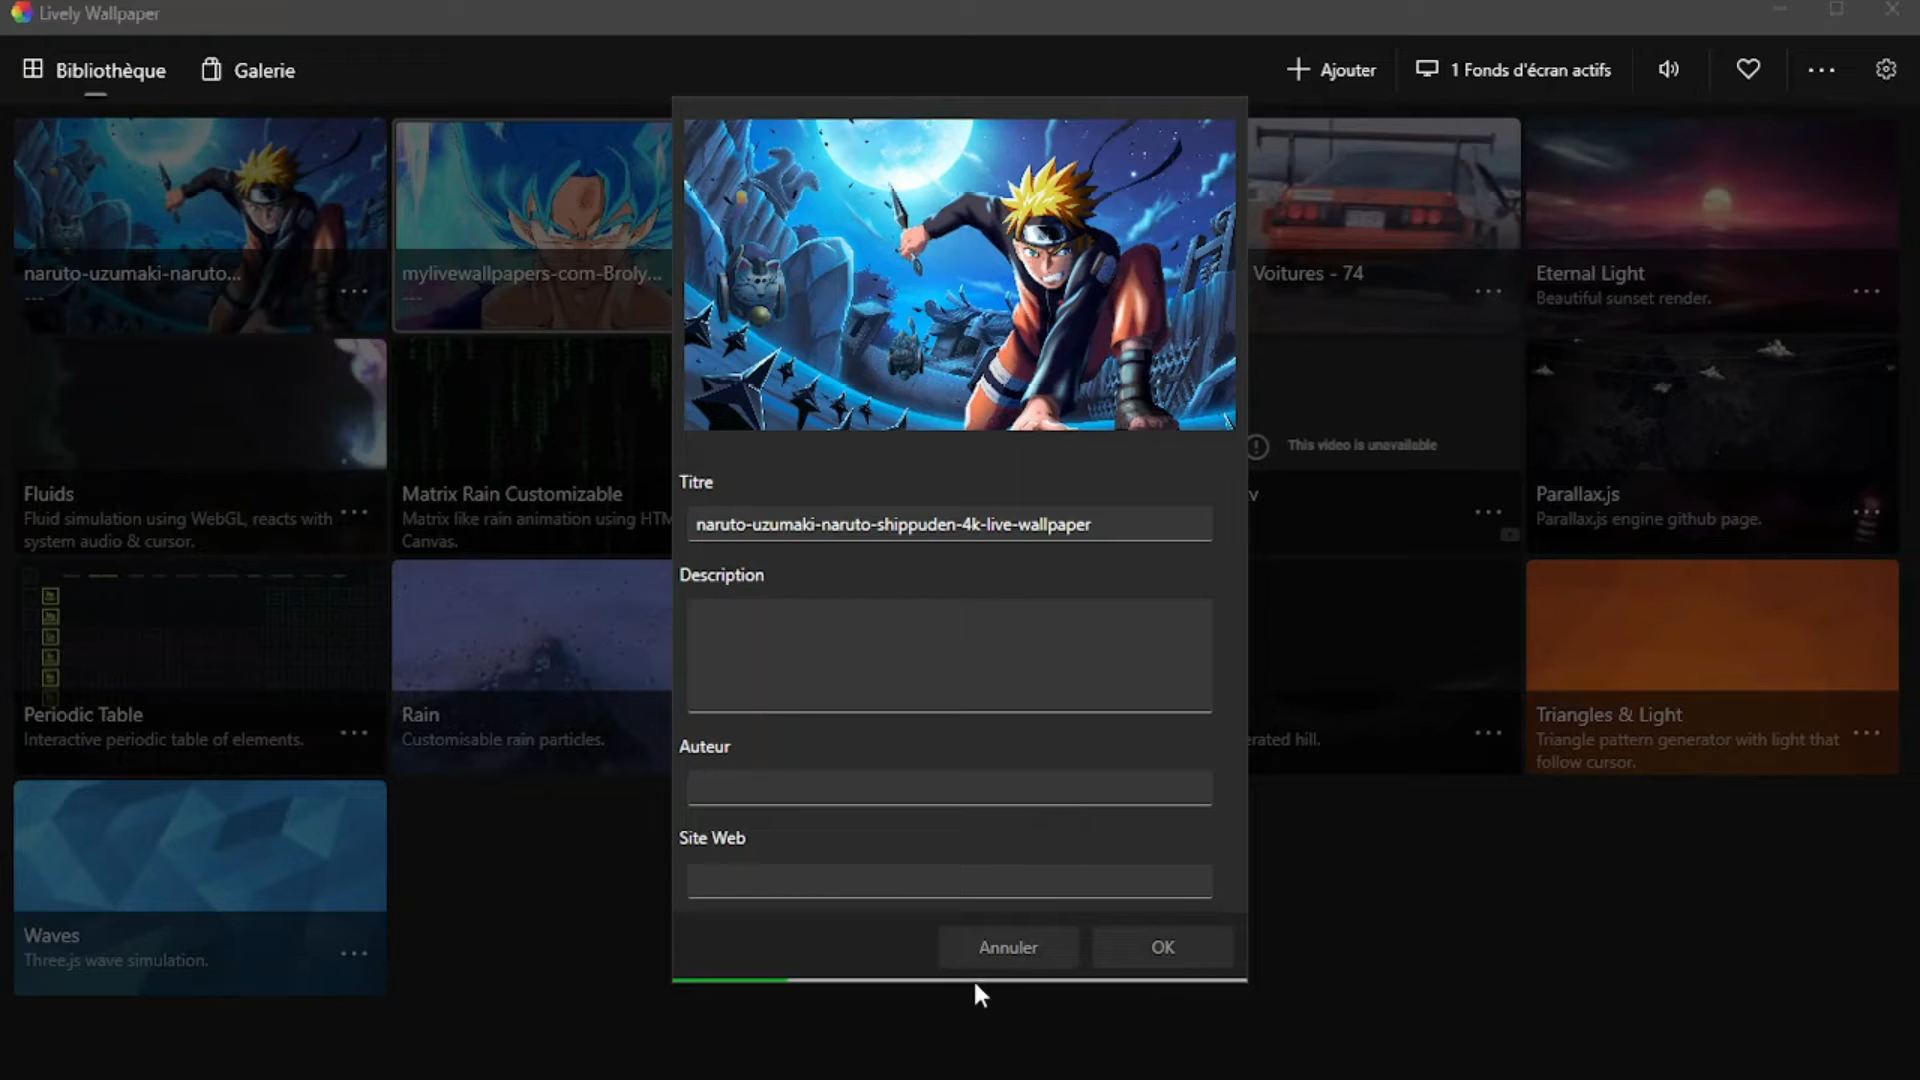 Lively Wallpaper
Bibliothèque
Galerie
Ajouter
1 Fonds d'écran actifs
naruto-uzumaki-naruto...
---
mylivewallpapers-com-Broly...
---
Voitures - 74
Eternal Light
Beautiful sunset render.
Fluids
Fluid simulation using WebGL, reacts with
system audio & cursor.
Matrix Rain Customizable
Matrix like rain animation using HTM
Canvas.
This video is unavailable
v
Parallax.js
Parallax.js engine github page.
Periodic Table
Interactive periodic table of elements.
Rain
Customisable rain particles.
erated hill.
Triangles & Light
Triangle pattern generator with light that
follow cursor.
Waves
Three.js wave simulation.
Titre
naruto-uzumaki-naruto-shippuden-4k-live-wallpaper
Description
Auteur
Site Web
Annuler
OK